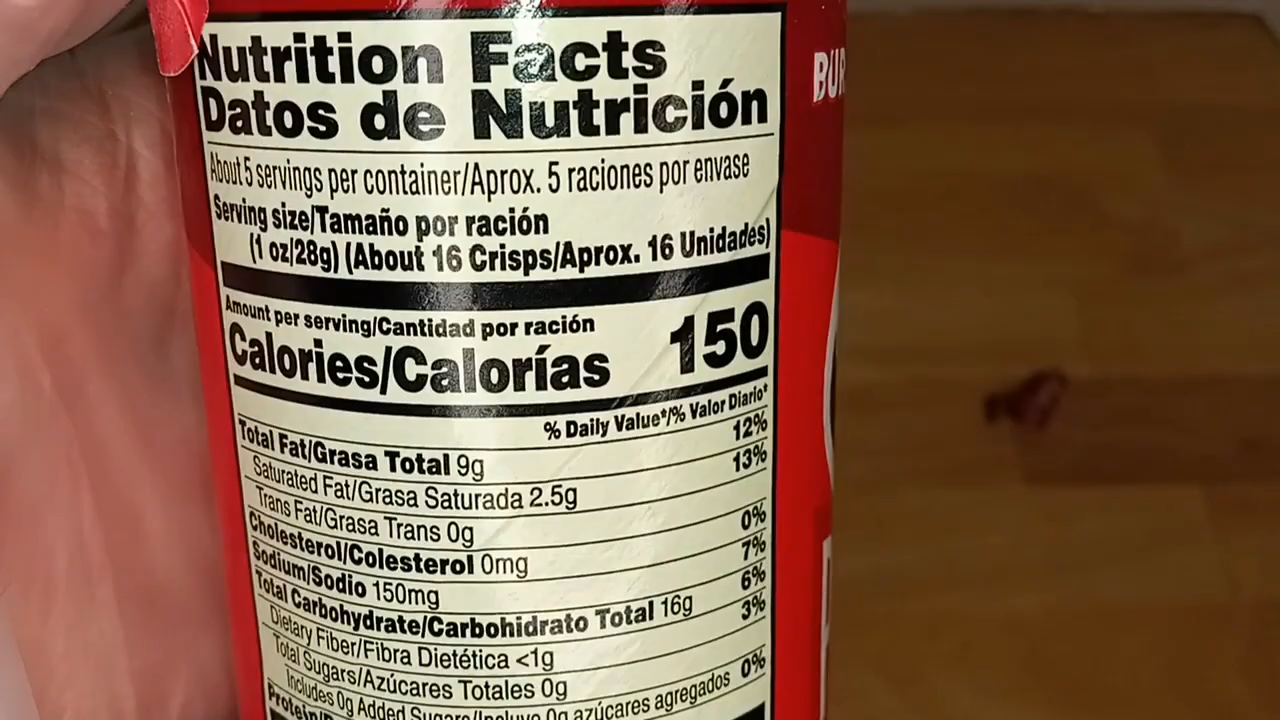 Nutrition Facts
Datos de Nutrición
About 5 servings per container/Aprox. 5 raciones por envase
Serving size/Tamaño por ración
(1 oz/28g) (About 16 Crisps/Aprox. 16 Unidades)
Amount per serving/Cantidad por ración
Calories/Calorías 150
% Daily Value*/% Valor Diario*
Total Fat/Grasa Total 9g 12%
Saturated Fat/Grasa Saturada 2.5g 13%
Trans Fat/Grasa Trans 0g
Cholesterol/Colesterol 0mg 0%
Sodium/Sodio 150mg 7%
Total Carbohydrate/Carbohidrato Total 16g 6%
Dietary Fiber/Fibra Dietética <1g 3%
Total Sugars/Azúcares Totales 0g
Includes 0g Added Sugars/Incluye 0g azúcares agregados 0%
Protein/
BUR